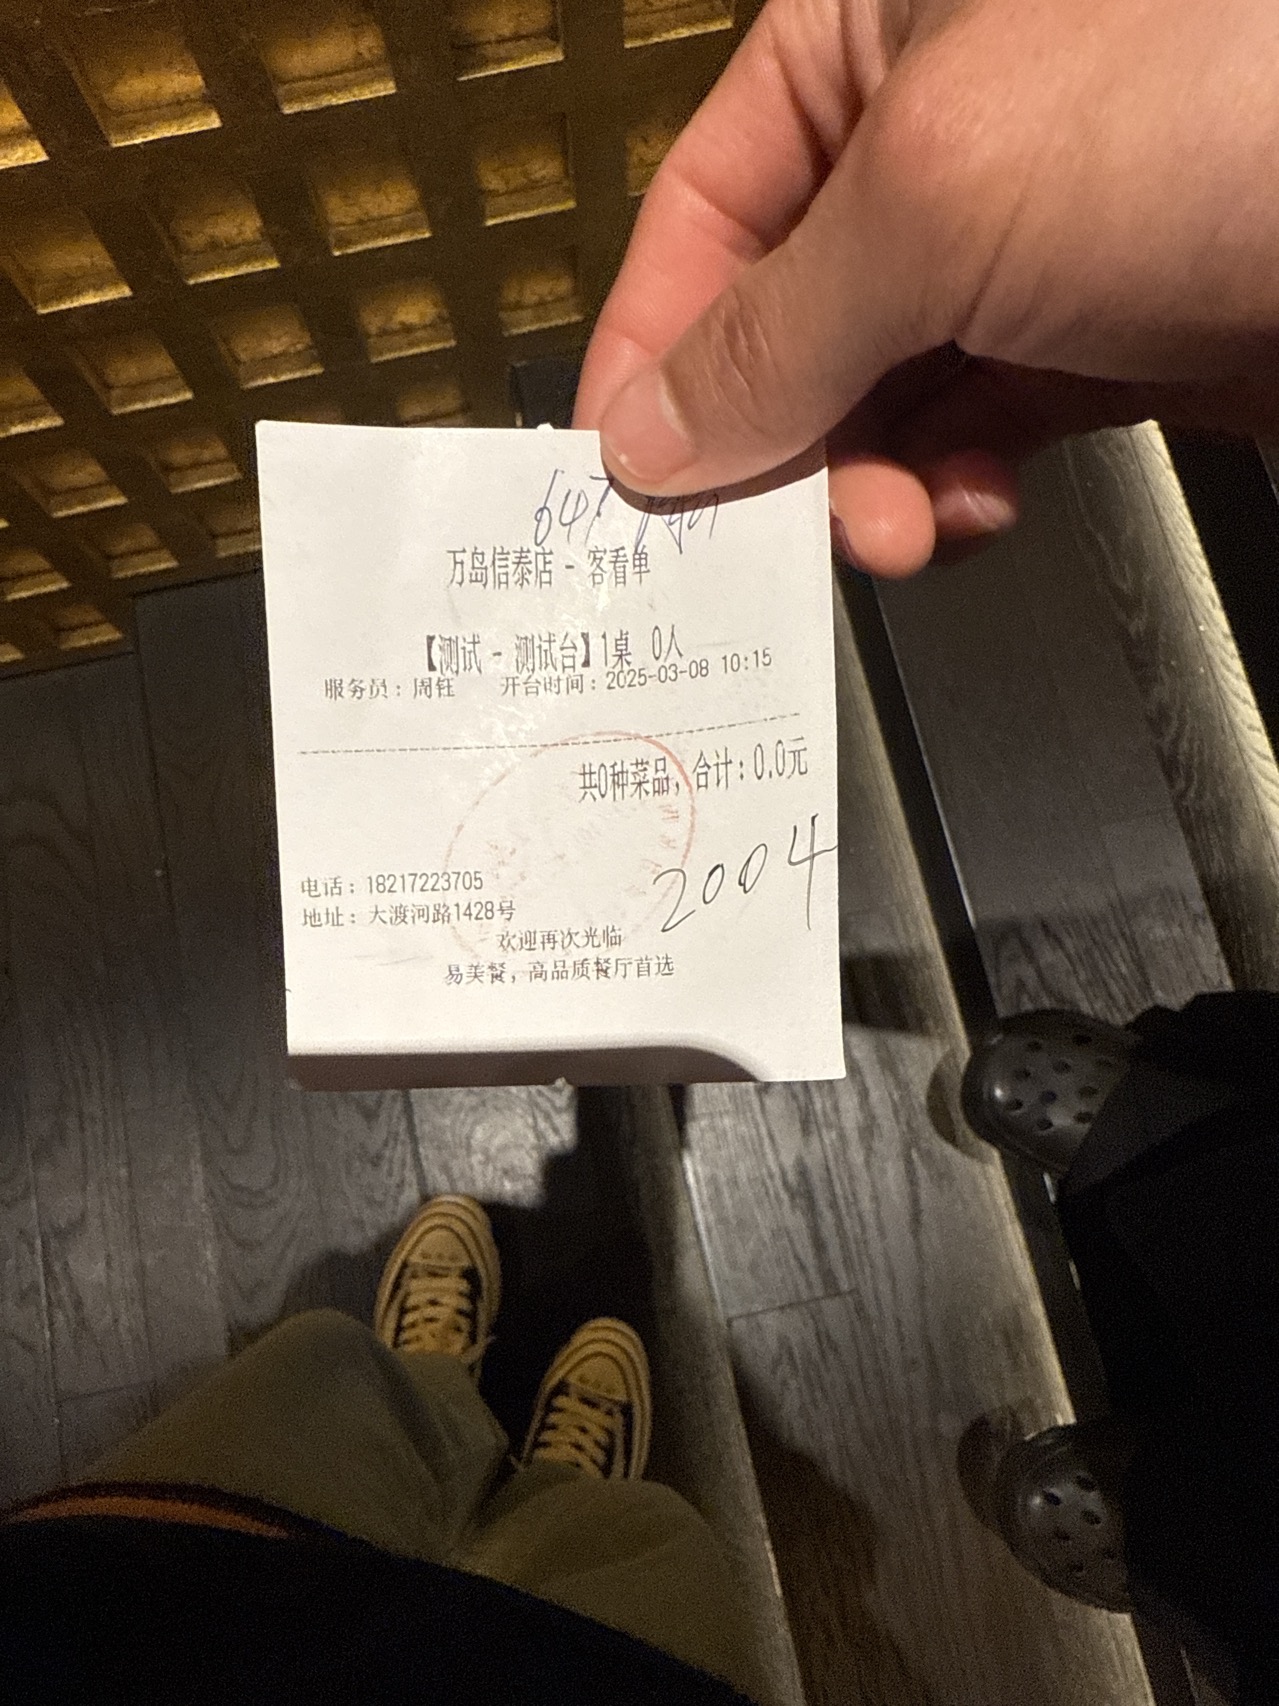 647
万岛信泰店 - 客看单
【测试 - 测试台】1桌 0人
服务员：周钰 开台时间：2025-03-08 10:15
共0种菜品，合计：0.0元
2004
电话：18217223705
地址：大渡河路1428号
欢迎再次光临
易美餐，高品质餐厅首选